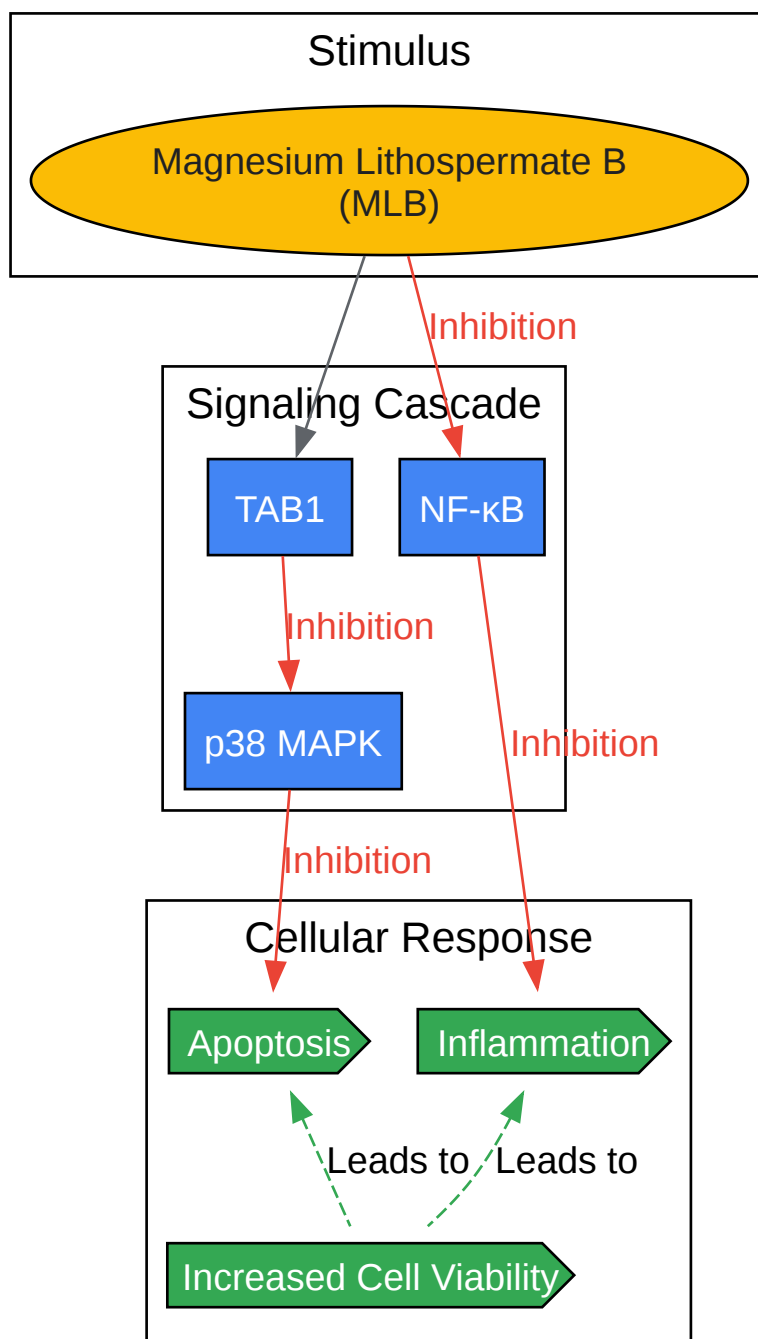 Stimulus
Magnesium Lithospermate B
(MLB)
Inhibition
Signaling Cascade
TAB1
NF-κB
Inhibition
p38 MAPK
Inhibition
Inhibition
Cellular Response
Apoptosis
Inflammation
Leads to
Leads to
Increased Cell Viability